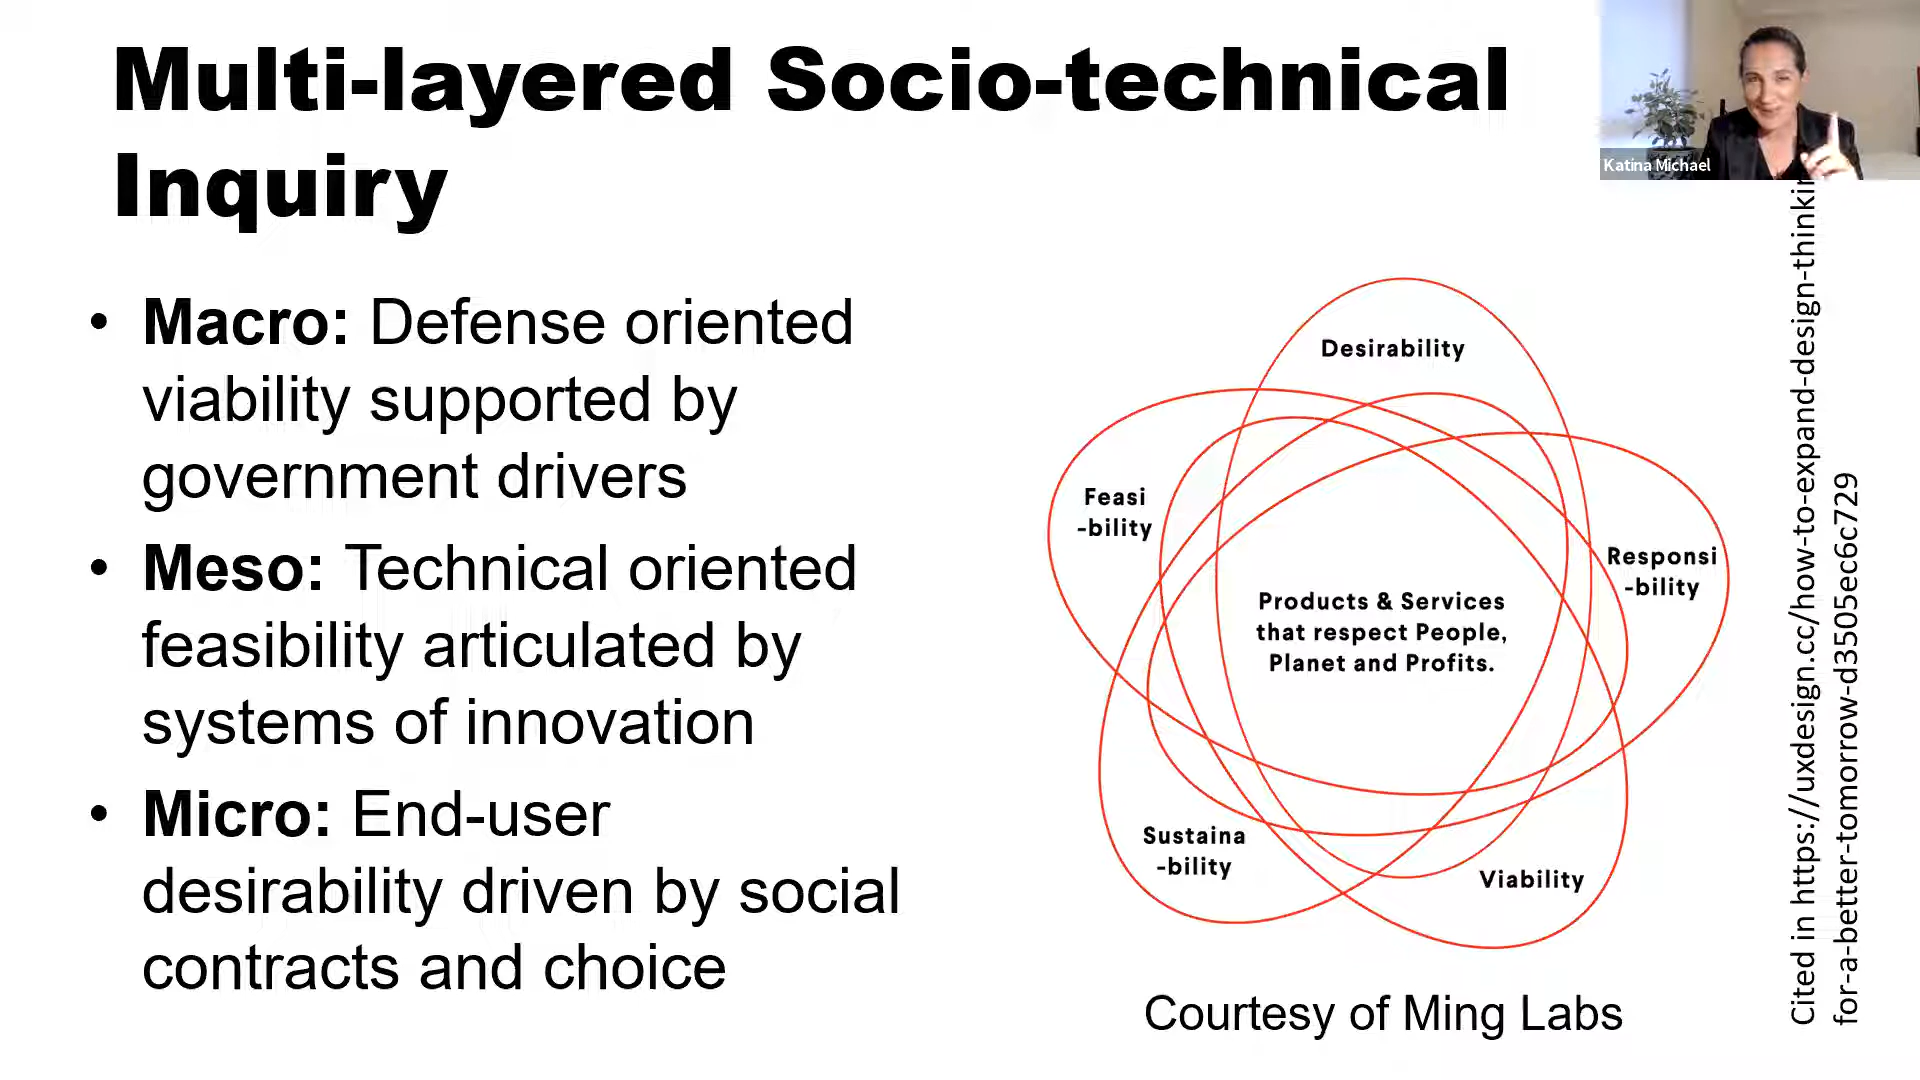 Multi-layered Socio-technical
Inquiry
• Macro: Defense oriented
viability supported by
government drivers
• Meso: Technical oriented
feasibility articulated by
systems of innovation
• Micro: End-user
desirability driven by social
contracts and choice
Desirability
Feasi
-bility
Responsi
-bility
Products & Services
that respect People,
Planet and Profits.
Sustaina
-bility
Viability
Courtesy of Ming Labs
Katina Michael
Cited in https://uxdesign.cc/how-to-expand-design-thinkin
for-a-better-tomorrow-d3505ec6c729